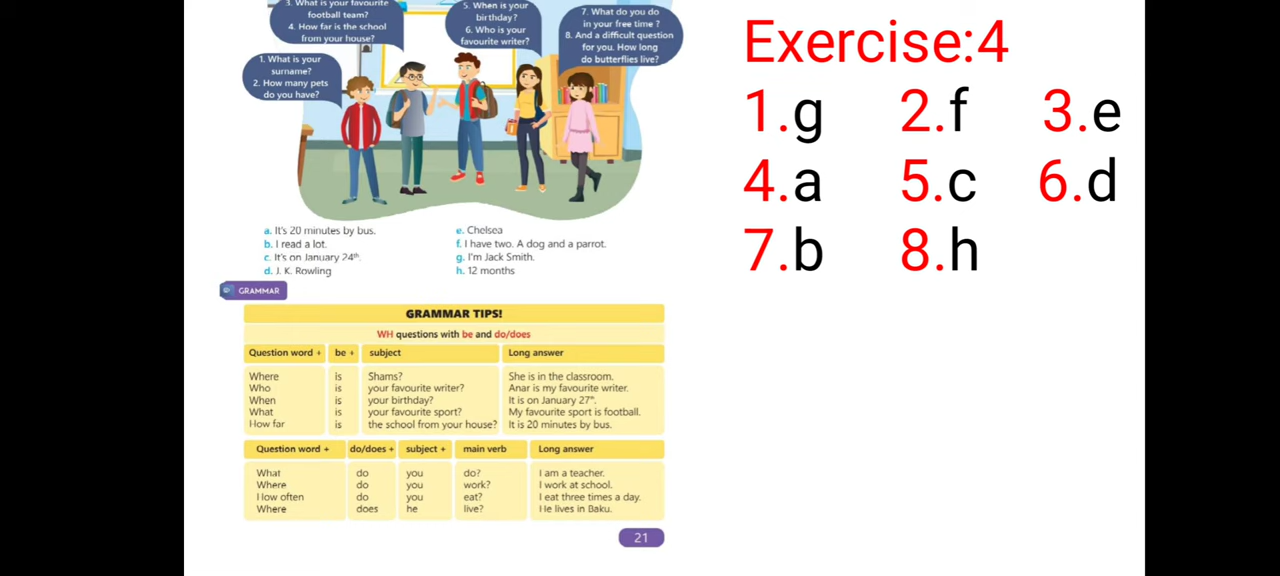 3. What is your favourite
football team?
4. How far is the school
from your house?
5. When is your
birthday?
6. Who is your
favourite writer?
7. What do you do
in your free time ?
8. And a difficult question
for you. How long
do butterflies live?
1. What is your
surname?
2. How many pets
do you have?
a. It's 20 minutes by bus.
b. I read a lot.
c. It's on January 24th.
d. J. K. Rowling
e. Chelsea
f. I have two. A dog and a parrot.
g. I'm Jack Smith.
h. 12 months
GRAMMAR
GRAMMAR TIPS!
WH questions with be and do/does
Question word + be + subject Long answer
Where is Shams? She is in the classroom.
Who is your favourite writer? Anar is my favourite writer.
When is your birthday? It is on January 27th.
What is your favourite sport? My favourite sport is football.
How far is the school from your house? It is 20 minutes by bus.
Question word + do/does + subject + main verb Long answer
What do you do? I am a teacher.
Where do you work? I work at school.
How often do you eat? I eat three times a day.
Where does he live? He lives in Baku.
21
Exercise:4
1.g 2.f 3.e
4.a 5.c 6.d
7.b 8.h